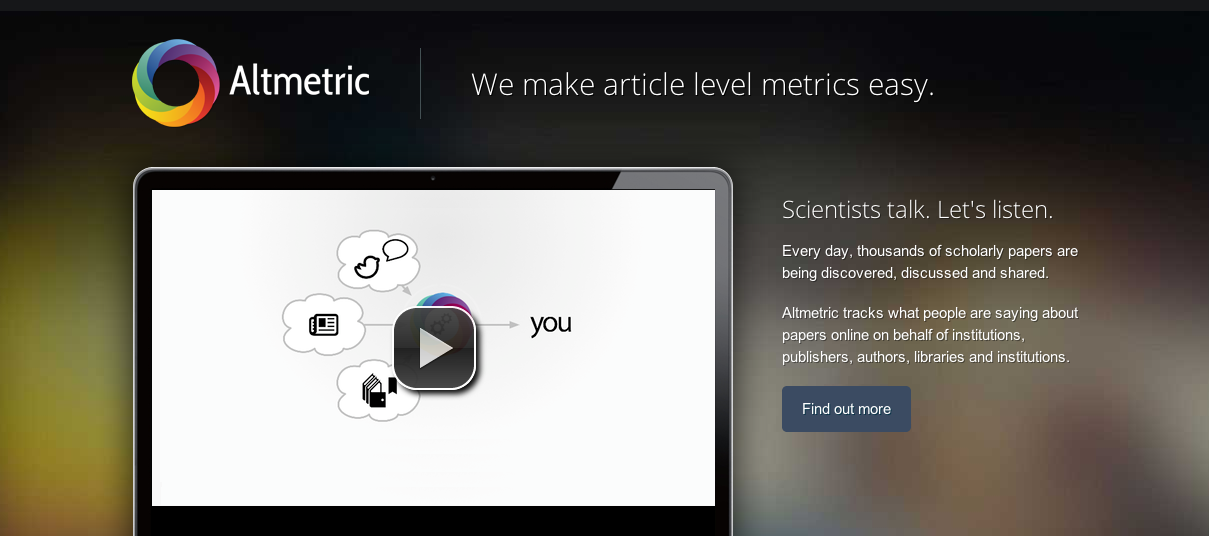 Altmetric
We make article level metrics easy.
you
Scientists talk. Let's listen.
Every day, thousands of scholarly papers are
being discovered, discussed and shared.
Altmetric tracks what people are saying about
papers online on behalf of institutions,
publishers, authors, libraries and institutions.
Find out more